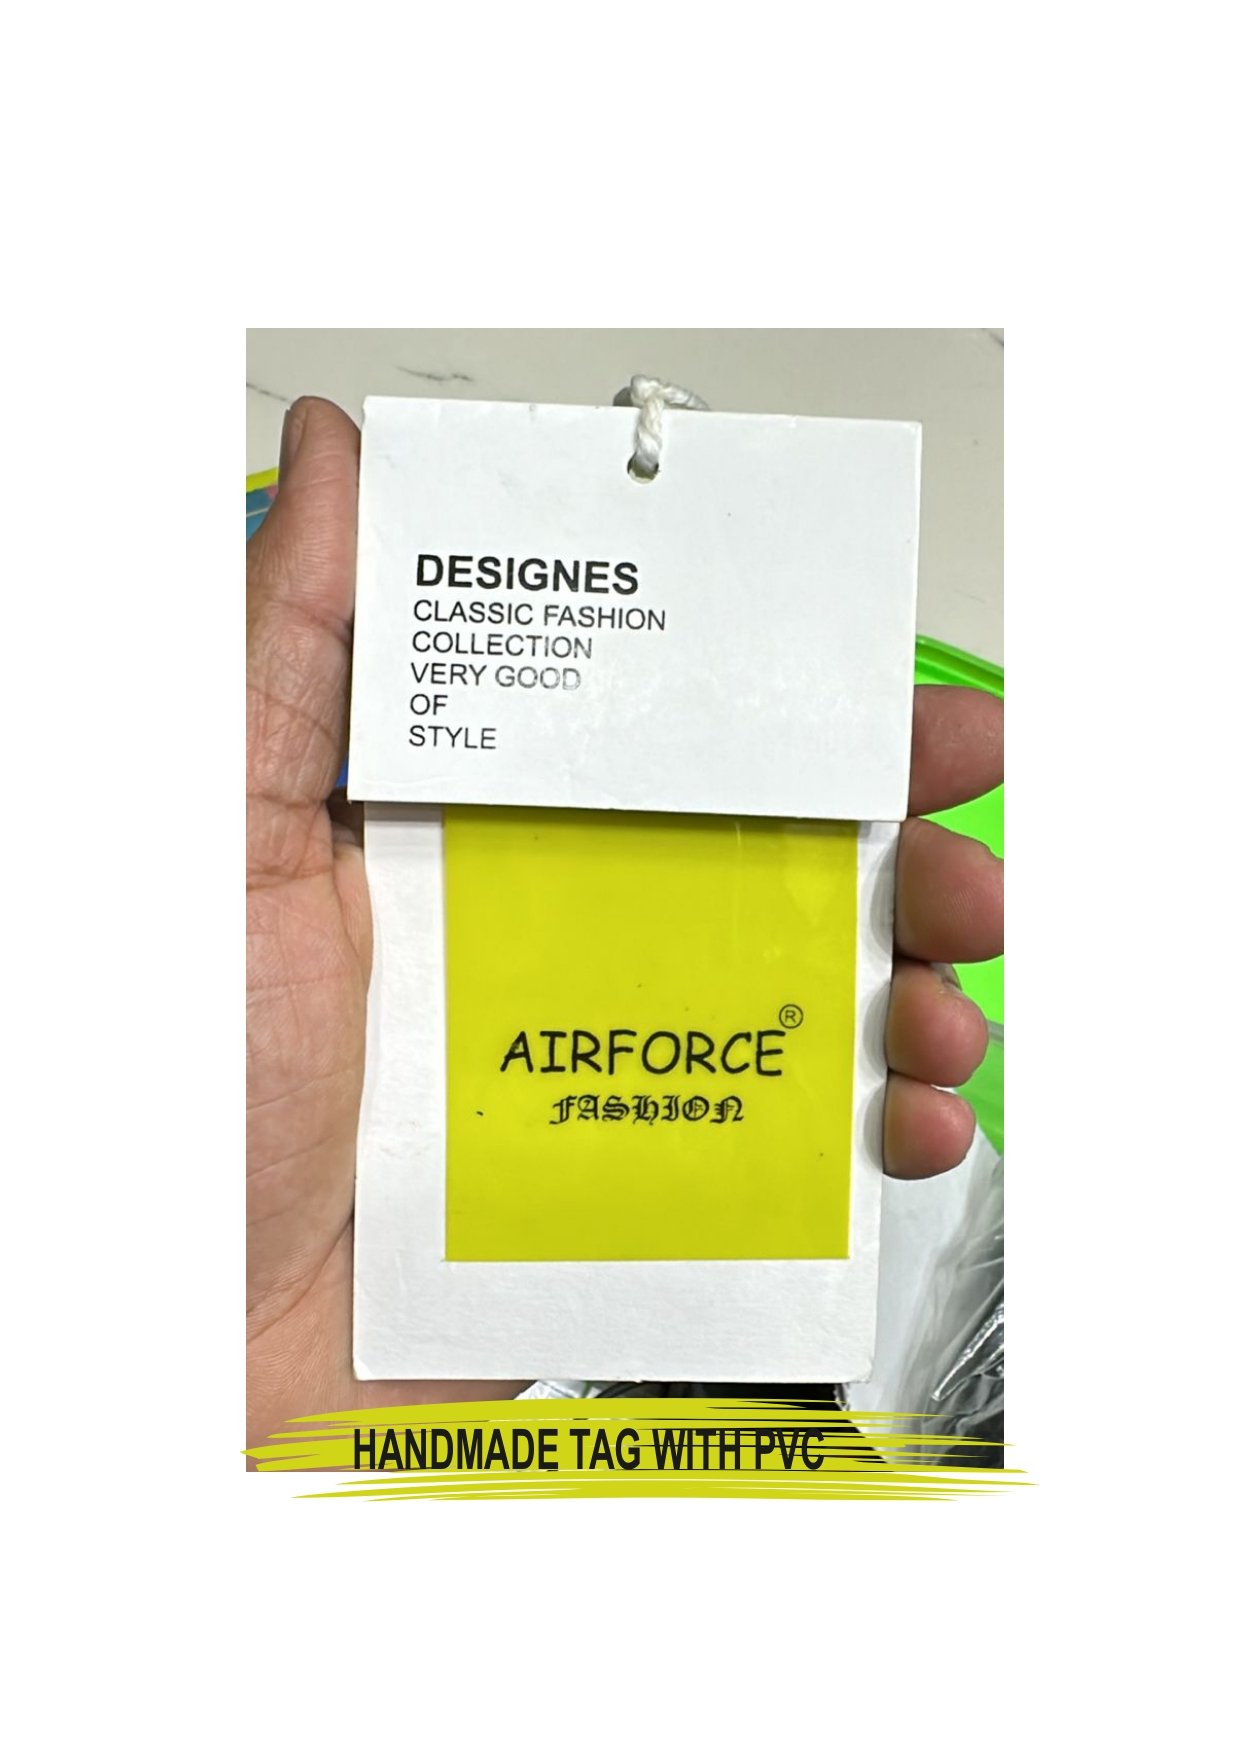 DESIGNES
CLASSIC FASHION
COLLECTION
VERY GOOD
OF
STYLE
AIRFORCE®
FASHION
HANDMADE TAG WITH PVC